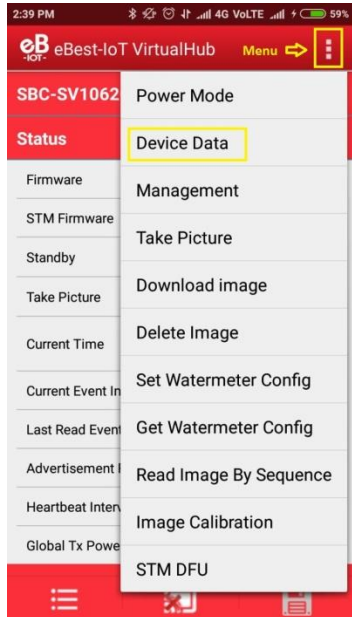 2:39 PM 4G VoLTE 59%
eB -IOT- eBest-IoT VirtualHub Menu
SBC-SV1062
Status
Firmware
STM Firmware
Standby
Take Picture
Current Time
Current Event In
Last Read Event
Advertisement
Heartbeat Interv
Global Tx Powe
Power Mode
Device Data
Management
Take Picture
Download image
Delete Image
Set Watermeter Config
Get Watermeter Config
Read Image By Sequence
Image Calibration
STM DFU